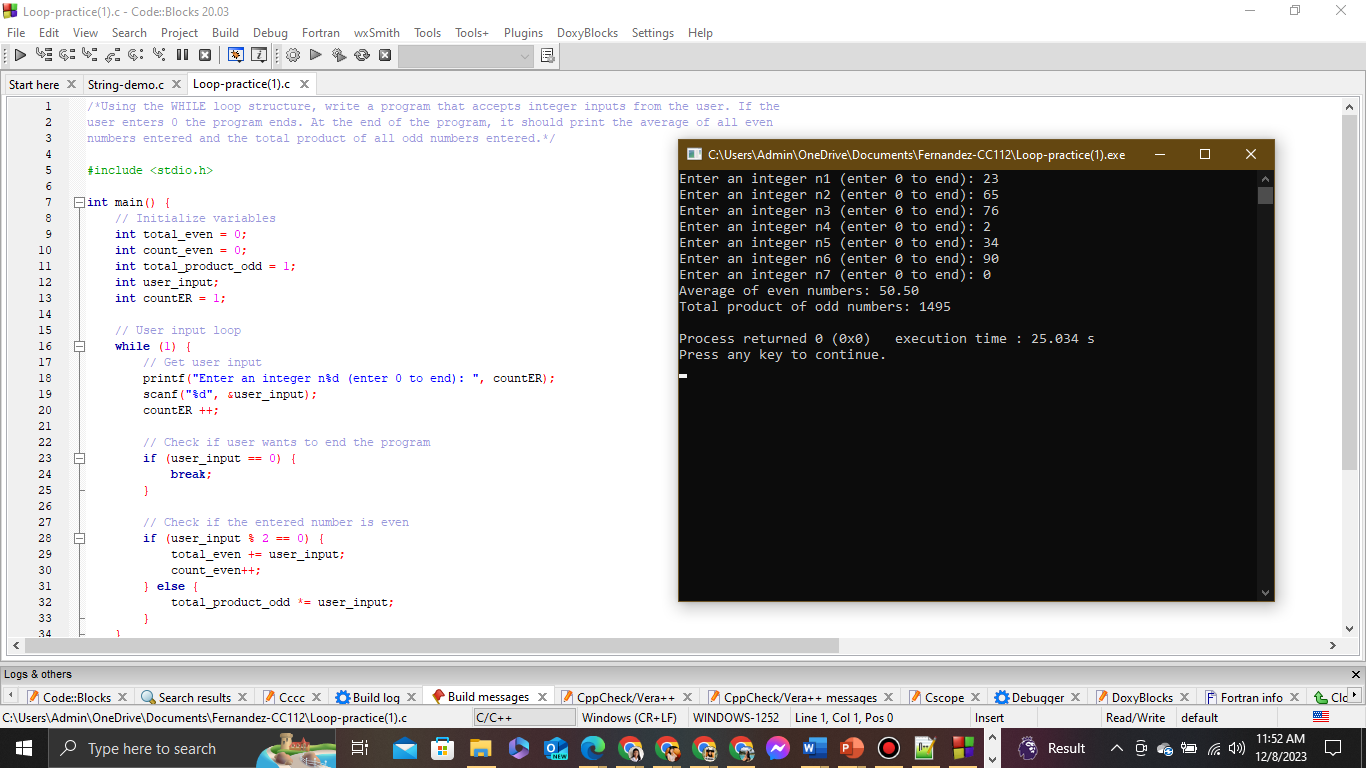 Loop-practice(1).c - Code::Blocks 20.03
File Edit View Search Project Build Debug Fortran wxSmith Tools Tools+ Plugins DoxyBlocks Settings Help
Start here String-demo.c Loop-practice(1).c
1 /*Using the WHILE loop structure, write a program that accepts integer inputs from the user. If the
2 user enters 0 the program ends. At the end of the program, it should print the average of all even
3 numbers entered and the total product of all odd numbers entered.*/
4
5 #include <stdio.h>
6
7 int main() {
8 // Initialize variables
9 int total_even = 0;
10 int count_even = 0;
11 int total_product_odd = 1;
12 int user_input;
13 int countER = 1;
14
15 // User input loop
16 while (1) {
17 // Get user input
18 printf("Enter an integer n%d (enter 0 to end): ", countER);
19 scanf("%d", &user_input);
20 countER ++;
21
22 // Check if user wants to end the program
23 if (user_input == 0) {
24 break;
25 }
26
27 // Check if the entered number is even
28 if (user_input % 2 == 0) {
29 total_even += user_input;
30 count_even++;
31 } else {
32 total_product_odd *= user_input;
33 }
34 }
C:\Users\Admin\OneDrive\Documents\Fernandez-CC112\Loop-practice(1).exe
Enter an integer n1 (enter 0 to end): 23
Enter an integer n2 (enter 0 to end): 65
Enter an integer n3 (enter 0 to end): 76
Enter an integer n4 (enter 0 to end): 2
Enter an integer n5 (enter 0 to end): 34
Enter an integer n6 (enter 0 to end): 90
Enter an integer n7 (enter 0 to end): 0
Average of even numbers: 50.50
Total product of odd numbers: 1495
Process returned 0 (0x0) execution time : 25.034 s
Press any key to continue.
Logs & others
Code::Blocks Search results Cccc Build log Build messages CppCheck/Vera++ CppCheck/Vera++ messages Cscope Debugger DoxyBlocks Fortran info Clc
C:\Users\Admin\OneDrive\Documents\Fernandez-CC112\Loop-practice(1).c C/C++ Windows (CR+LF) WINDOWS-1252 Line 1, Col 1, Pos 0 Insert Read/Write default
Type here to search
NEW
Result
11:52 AM
12/8/2023